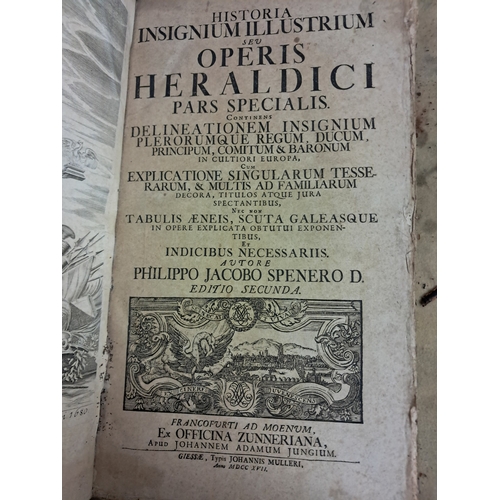 HISTORIA
INSIGNIUM ILLUSTRIUM
SEU
OPERIS
HERALDICI
PARS SPECIALIS.
CONTINENS
DELINEATIONEM INSIGNIUM
PLERORUMQUE REGUM, DUCUM,
PRINCIPUM, COMITUM & BARONUM
IN CULTIORI EUROPA,
CUM
EXPLICATIONE SINGULARUM TESSE-
RARUM, & MULTIS AD FAMILIARUM
DECORA, TITULOS ATQUE JURA
SPECTANTIBUS,
NEC NON
TABULIS ÆNEIS, SCUTA GALEASQUE
IN OPERE EXPLICATA OBTUTUI EXPONEN-
TIBUS,
ET
INDICIBUS NECESSARIIS.
AUTORE
PHILIPPO JACOBO SPENERO D.
EDITIO SECUNDA.
FRANCOFURTI AD MOENUM,
EX OFFICINA ZUNNERIANA,
APUD JOHANNEM ADAMUM JUNGIUM.
GIESSÆ, Typis JOHANNIS MULLERI,
Anno MDCC XVII.